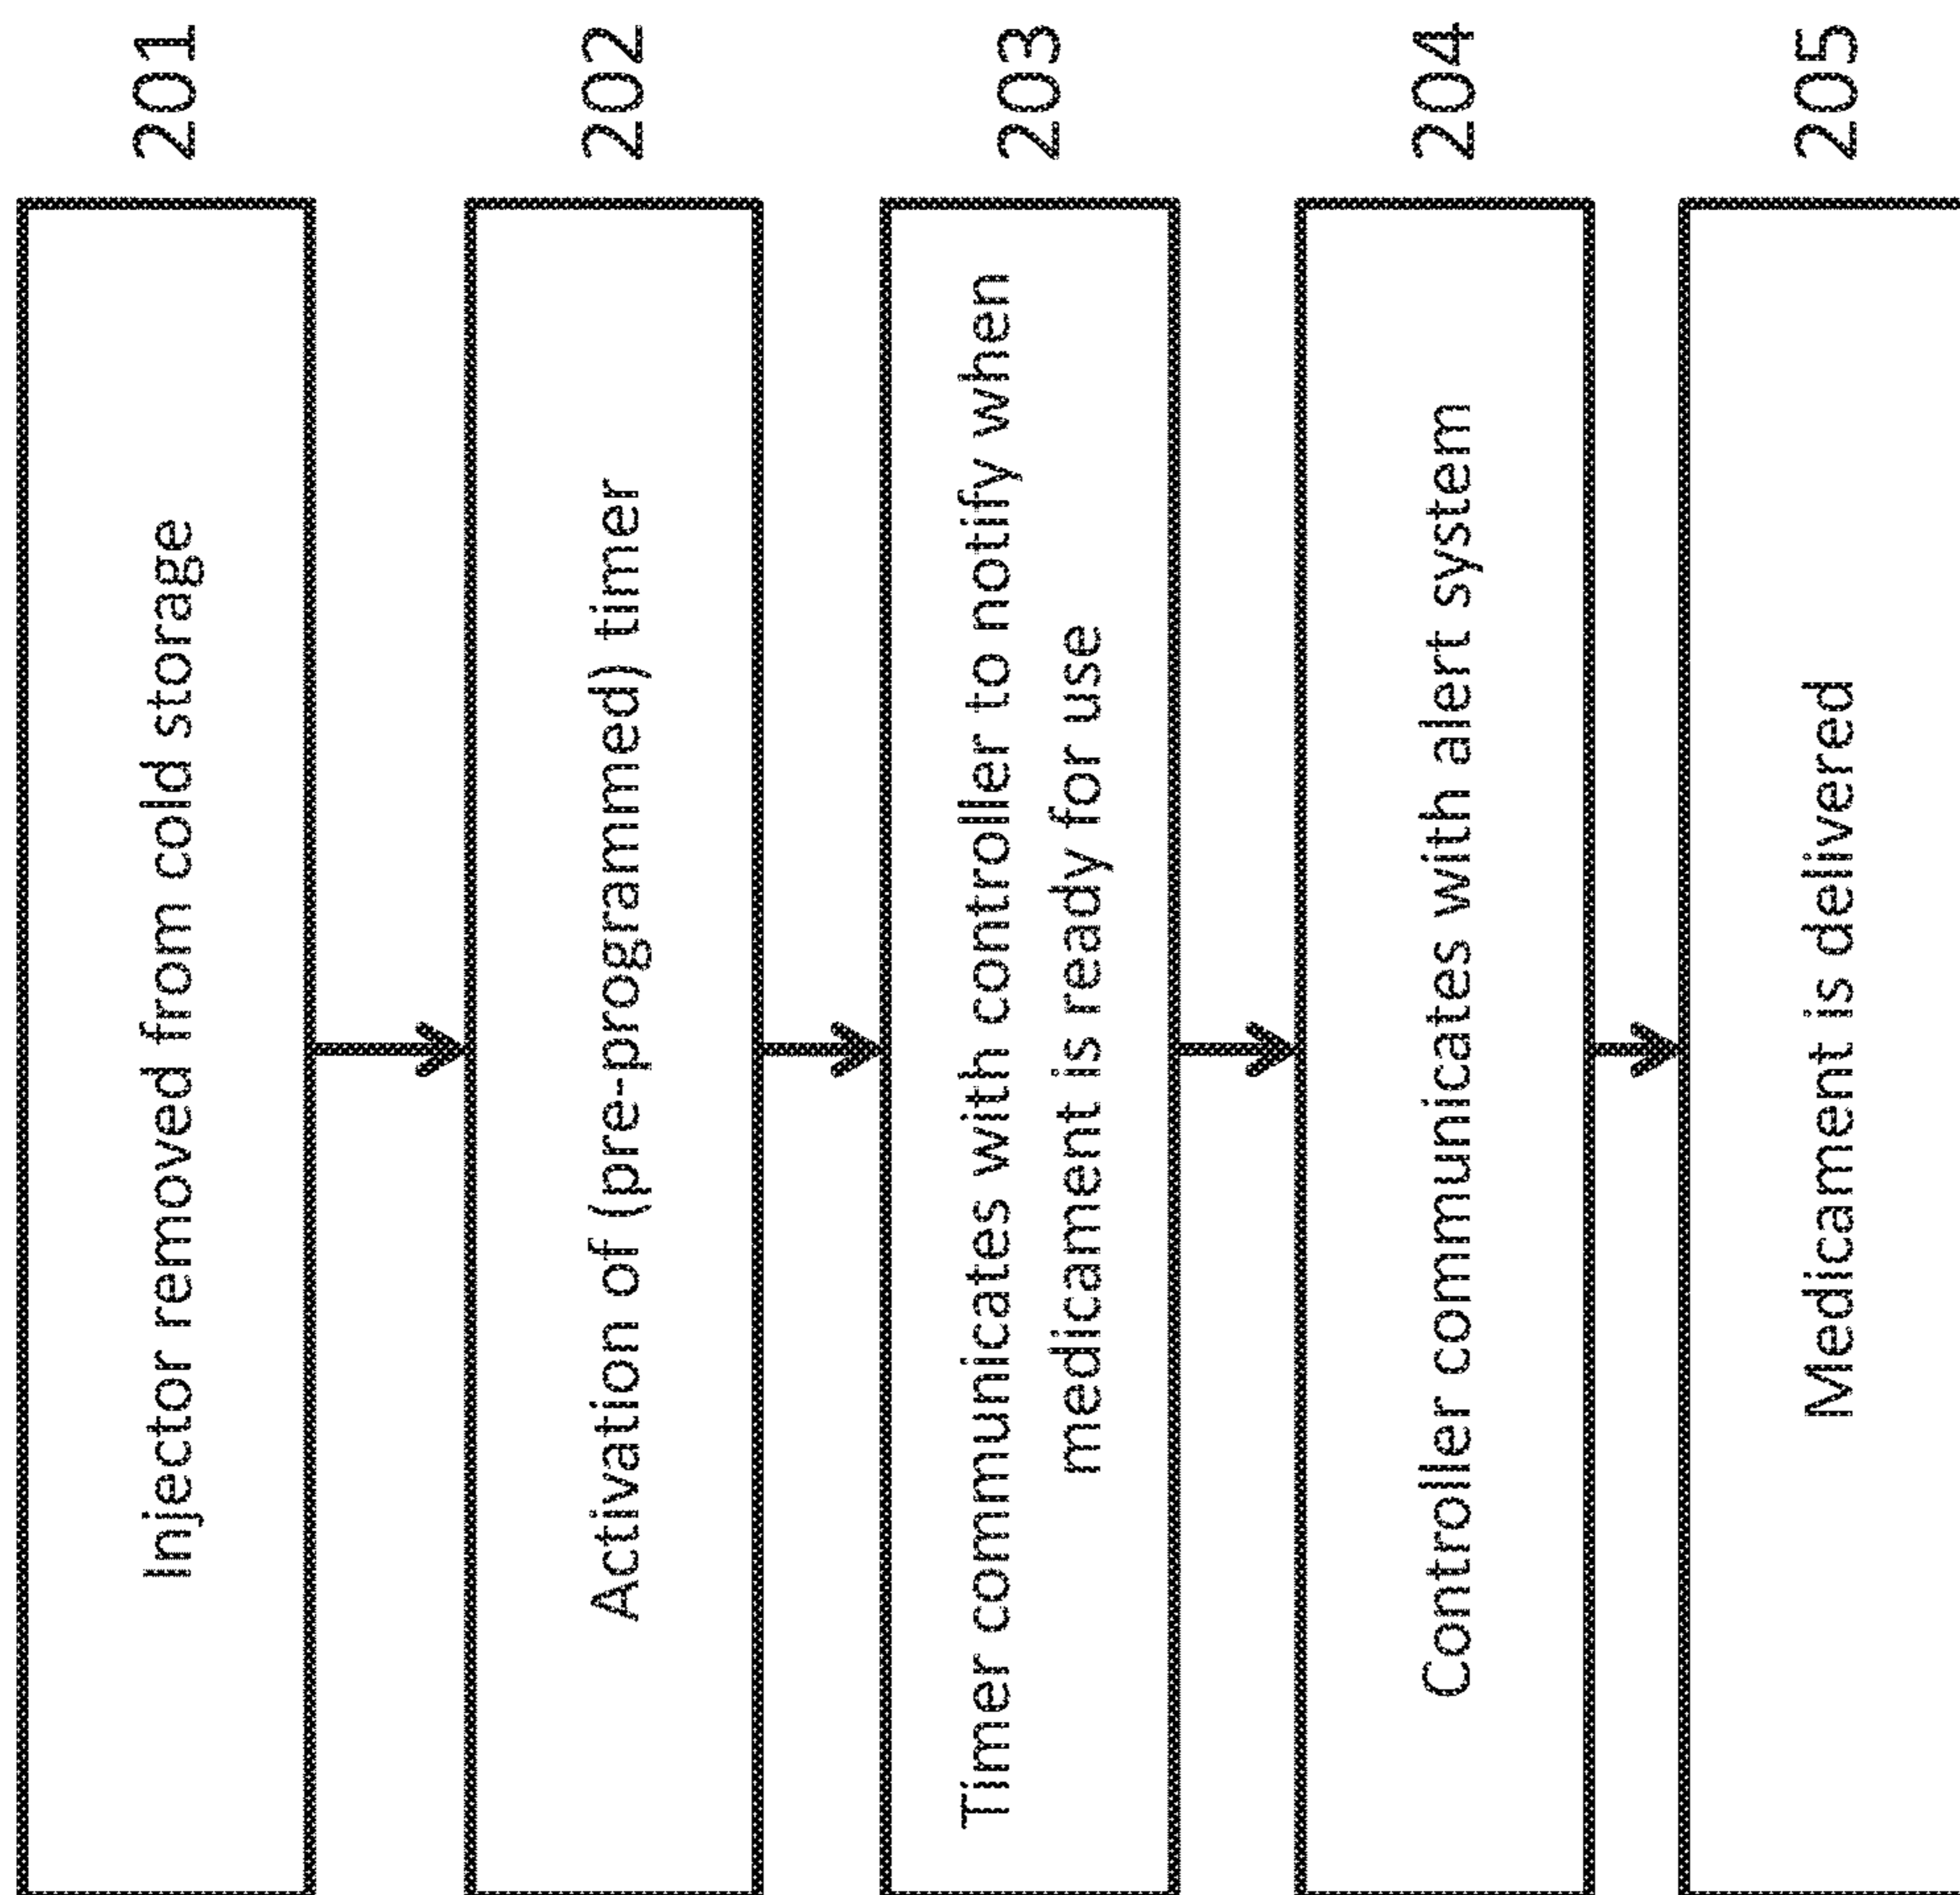 Injector removed from cold storage
201
Activation of (pre-programmed) timer
202
Timer communicates with controller to notify when
medicament is ready for use
203
Controller communicates with alert system
204
Medicament is delivered
205